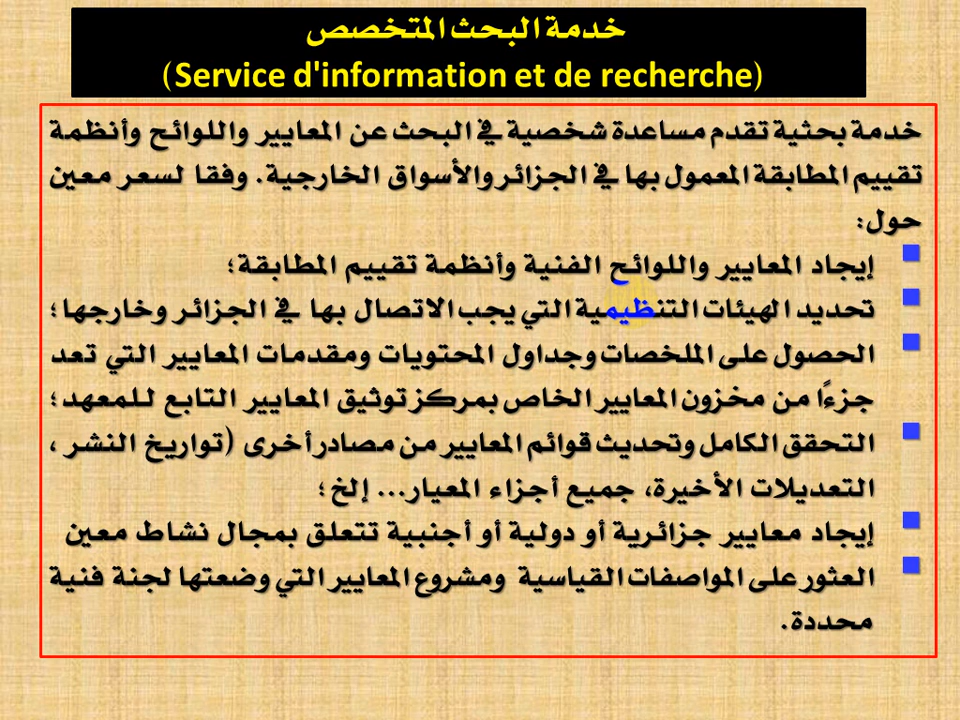 خدمة البحث المتخصص
(Service d'information et de recherche)
خدمة بحثية تقدم مساعدة شخصية في البحث عن المعايير واللوائح وأنظمة
تقييم المطابقة المعمول بها في الجزائر والأسواق الخارجية. وفقا لسعر معين
حول:
إيجاد المعايير واللوائح الفنية وأنظمة تقييم المطابقة؛
تحديد الهيئات التنظيمية التي يجب الاتصال بها في الجزائر وخارجها؛
الحصول على الملخصات وجداول المحتويات ومقدمات المعايير التي تعد
جزءًا من مخزون المعايير الخاص بمركز توثيق المعايير التابع للمعهد؛
التحقق الكامل وتحديث قوائم المعايير من مصادر أخرى (تواريخ النشر ،
التعديلات الأخيرة، جميع أجزاء المعيار... إلخ؛
إيجاد معايير جزائرية أو دولية أو أجنبية تتعلق بمجال نشاط معين
العثور على المواصفات القياسية ومشروع المعايير التي وضعتها لجنة فنية
محددة.